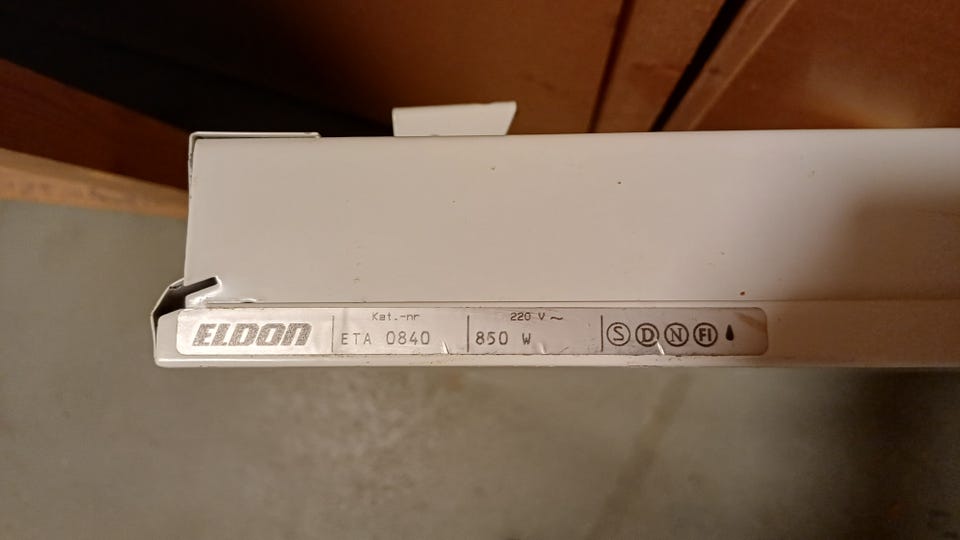 ELDON
Kat.-nr
ETA 0840
220 V ~
850 W
S D N FI